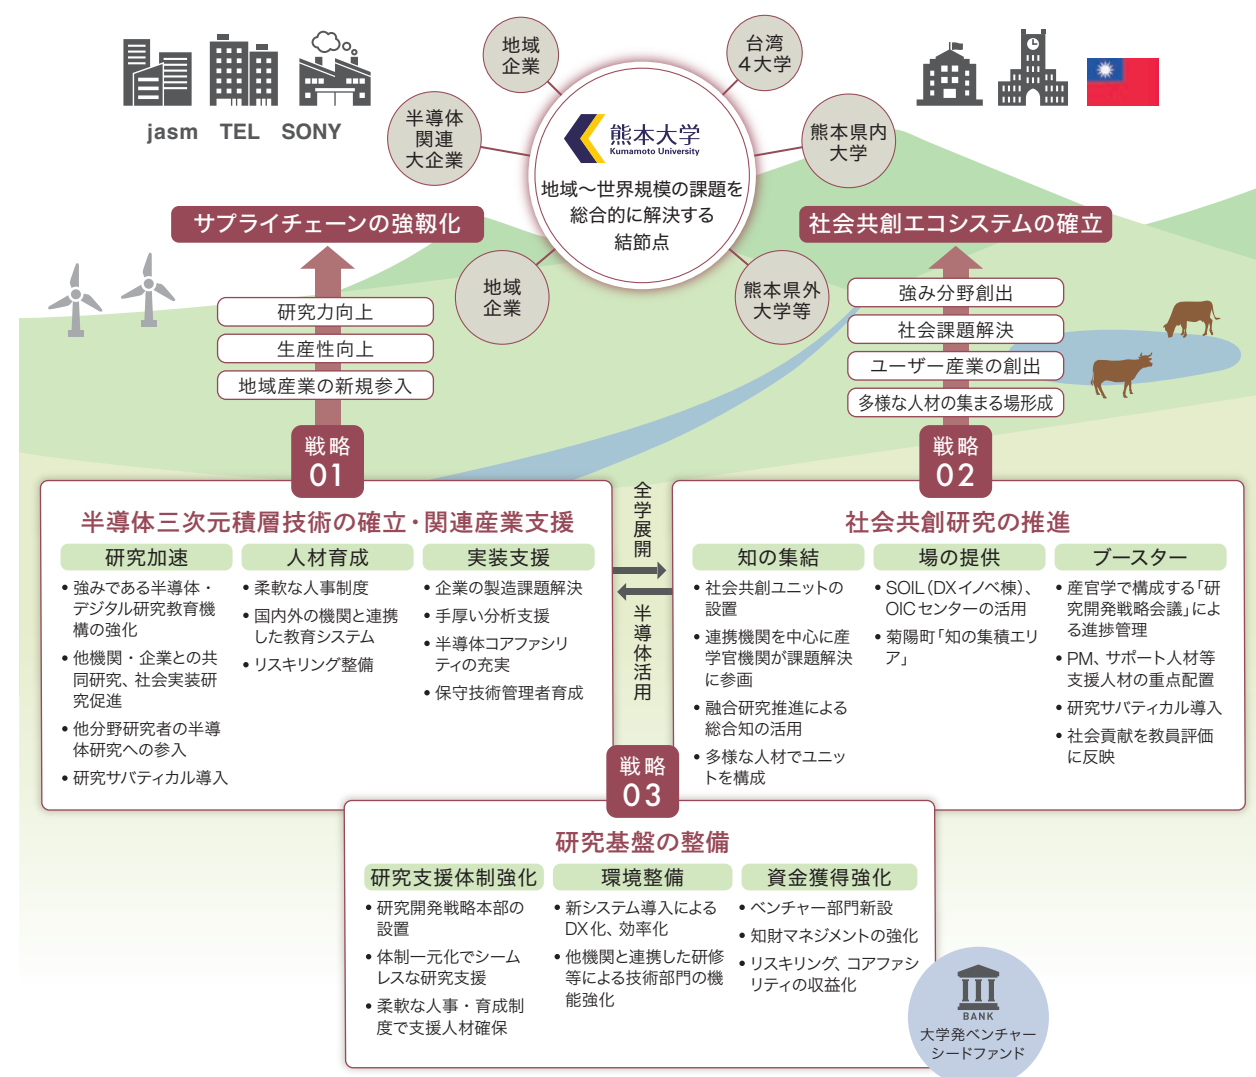 jasm TEL SONY
地域
企業
台湾
4大学
半導体
関連
大企業
熊本大学
Kumamoto University
熊本県内
大学
地域～世界規模の課題を
総合的に解決する
結節点
地域
企業
熊本県外
大学等
サプライチェーンの強靱化
研究力向上
生産性向上
地域産業の新規参入
社会共創エコシステムの確立
強み分野創出
社会課題解決
ユーザー産業の創出
多様な人材の集まる場形成
戦略
01
半導体三次元積層技術の確立・関連産業支援
研究加速
• 強みである半導体・
デジタル研究教育機
構の強化
• 他機関・企業との共
同研究、社会実装研
究促進
• 他分野研究者の半導
体研究への参入
• 研究サバティカル導入
人材育成
• 柔軟な人事制度
• 国内外の機関と連携
した教育システム
• リスキリング整備
実装支援
• 企業の製造課題解決
• 手厚い分析支援
• 半導体コアファシリ
ティの充実
• 保守技術管理者育成
全学展開
半導体活用
戦略
02
社会共創研究の推進
知の集結
• 社会共創ユニットの
設置
• 連携機関を中心に産
学官機関が課題解決
に参画
• 融合研究推進による
総合知の活用
• 多様な人材でユニッ
トを構成
場の提供
• SOIL（DXイノベ棟）、
OICセンターの活用
• 菊陽町「知の集積エリ
ア」
ブースター
• 産官学で構成する「研
究開発戦略会議」によ
る進捗管理
• PM、サポート人材等
支援人材の重点配置
• 研究サバティカル導入
• 社会貢献を教員評価
に反映
戦略
03
研究基盤の整備
研究支援体制強化
• 研究開発戦略本部の
設置
• 体制一元化でシーム
レスな研究支援
• 柔軟な人事・育成制
度で支援人材確保
環境整備
• 新システム導入による
DX化、効率化
• 他機関と連携した研修
等による技術部門の機
能強化
資金獲得強化
• ベンチャー部門新設
• 知財マネジメントの強化
• リスキリング、コアファシ
リティの収益化
BANK
大学発ベンチャー
シードファンド